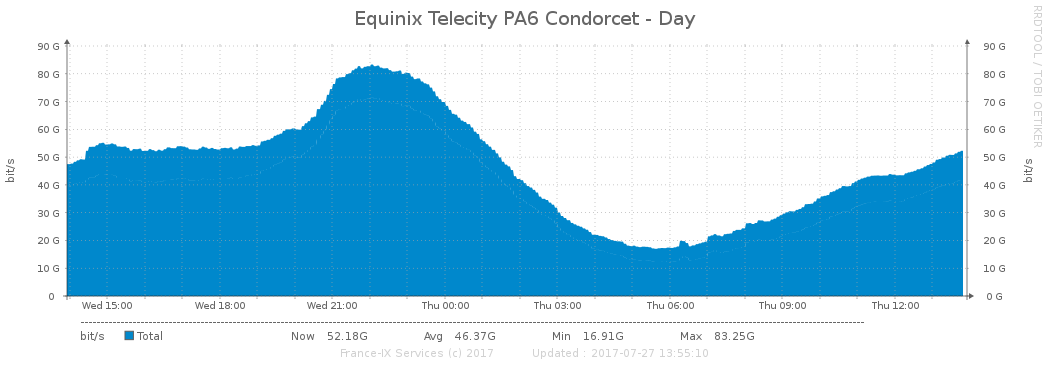 Equinix Telecity PA6 Condorcet - Day
RRDTOOL / TOBI OETIKER
90 G 90 G
80 G 80 G
70 G 70 G
60 G 60 G
50 G 50 G
40 G 40 G
30 G 30 G
20 G 20 G
10 G 10 G
0 0 G
bit/s bit/s
Wed 15:00 Wed 18:00 Wed 21:00 Thu 00:00 Thu 03:00 Thu 06:00 Thu 09:00 Thu 12:00
bit/s Total Now 52.18G Avg 46.37G Min 16.91G Max 83.25G
France-IX Services (c) 2017 Updated : 2017-07-27 13:55:10